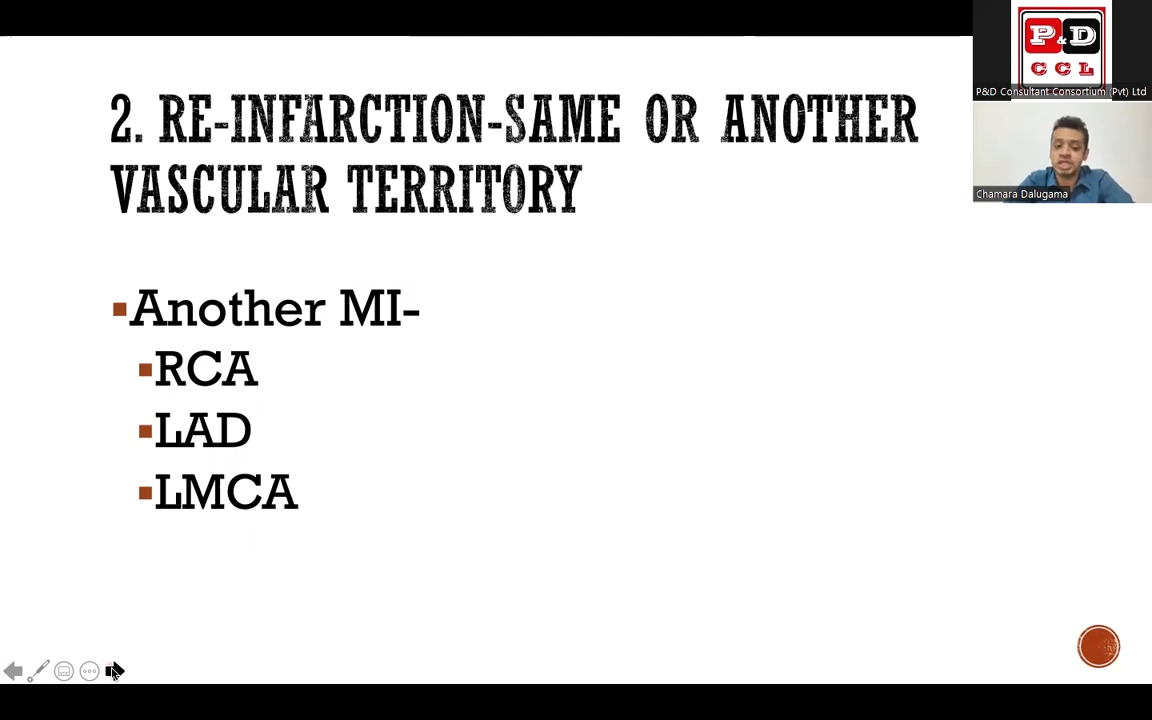 2. RE-INFARCTION-SAME OR ANOTHER
VASCULAR TERRITORY
Another MI-
RCA
LAD
LMCA
P&D
CCL
P&D Consultant Consortium (Pvt) Ltd
Chamara Dalugama